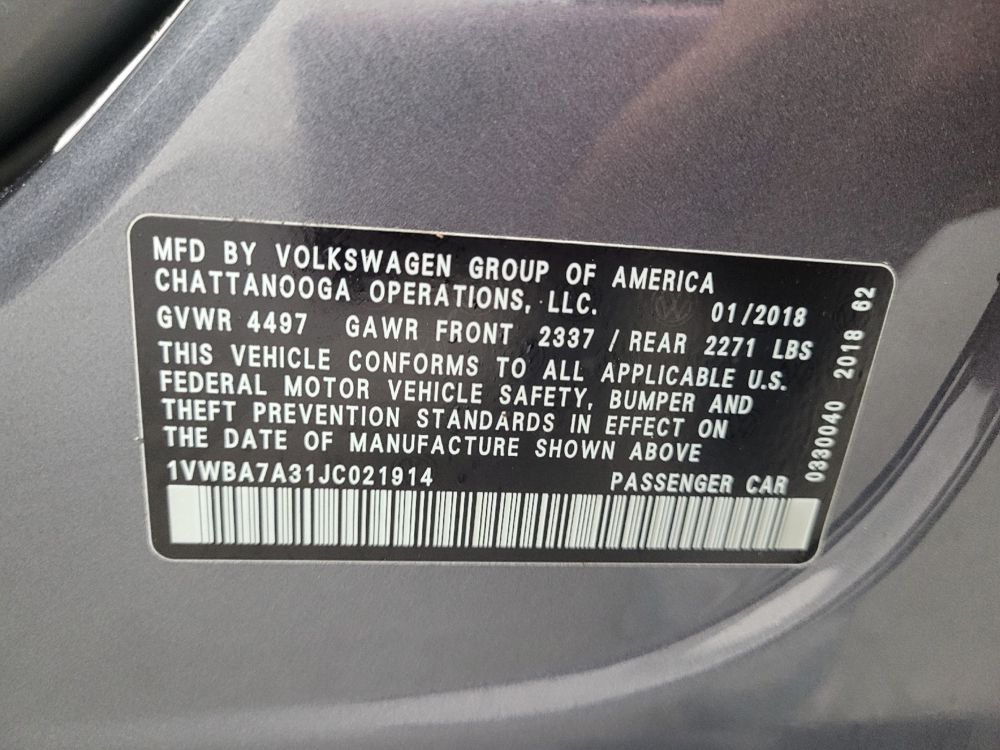 MFD BY VOLKSWAGEN GROUP OF AMERICA
CHATTANOOGA OPERATIONS, LLC. 01/2018
GVWR 4497 GAWR FRONT 2337 / REAR 2271 LBS
THIS VEHICLE CONFORMS TO ALL APPLICABLE U.S.
FEDERAL MOTOR VEHICLE SAFETY, BUMPER AND
THEFT PREVENTION STANDARDS IN EFFECT ON
THE DATE OF MANUFACTURE SHOWN ABOVE
1VWBA7A31JC021914 PASSENGER CAR
0330040 2018 62